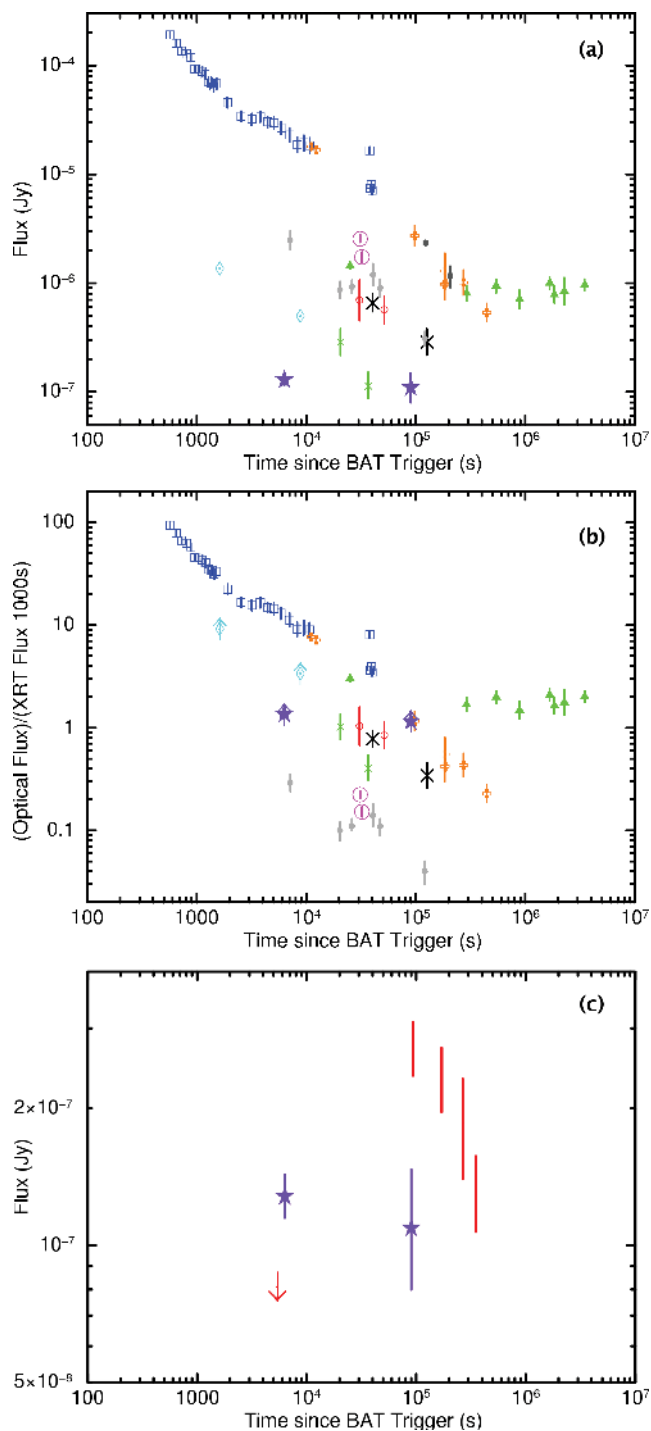 (a)
10⁻⁴
10⁻⁵
10⁻⁶
10⁻⁷
Flux (Jy)
100 1000 10⁴ 10⁵ 10⁶ 10⁷
Time since BAT Trigger (s)
(b)
100
10
1
0.1
(Optical Flux)/(XRT Flux 1000s)
100 1000 10⁴ 10⁵ 10⁶ 10⁷
Time since BAT Trigger (s)
(c)
2×10⁻⁷
10⁻⁷
5×10⁻⁸
Flux (Jy)
100 1000 10⁴ 10⁵ 10⁶ 10⁷
Time since BAT Trigger (s)